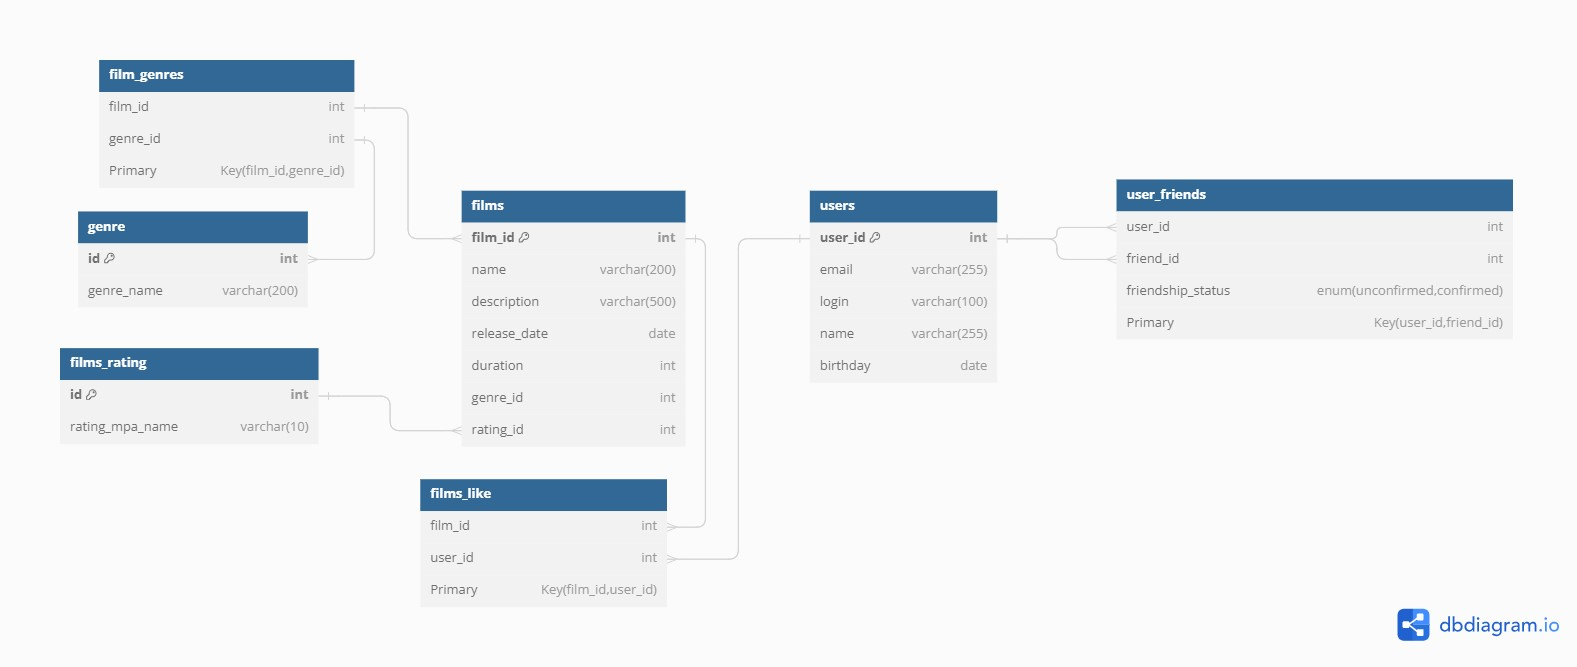 film_genres
film_id int
genre_id int
Primary Key(film_id,genre_id)
genre
id int
genre_name varchar(200)
films_rating
id int
rating_mpa_name varchar(10)
films
film_id int
name varchar(200)
description varchar(500)
release_date date
duration int
genre_id int
rating_id int
films_like
film_id int
user_id int
Primary Key(film_id,user_id)
users
user_id int
email varchar(255)
login varchar(100)
name varchar(255)
birthday date
user_friends
user_id int
friend_id int
friendship_status enum(unconfirmed,confirmed)
Primary Key(user_id,friend_id)
dbdiagram.io